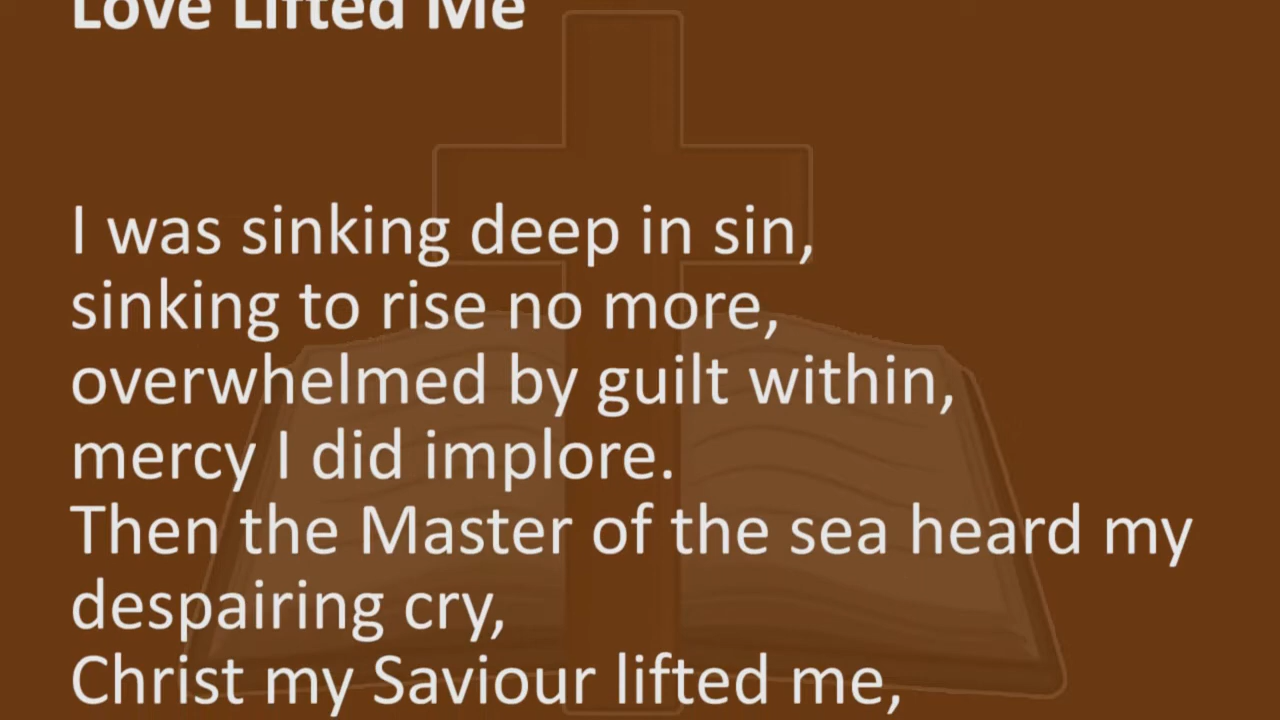 Love Lifted Me
I was sinking deep in sin,
sinking to rise no more,
overwhelmed by guilt within,
mercy I did implore.
Then the Master of the sea heard my
despairing cry,
Christ my Saviour lifted me,